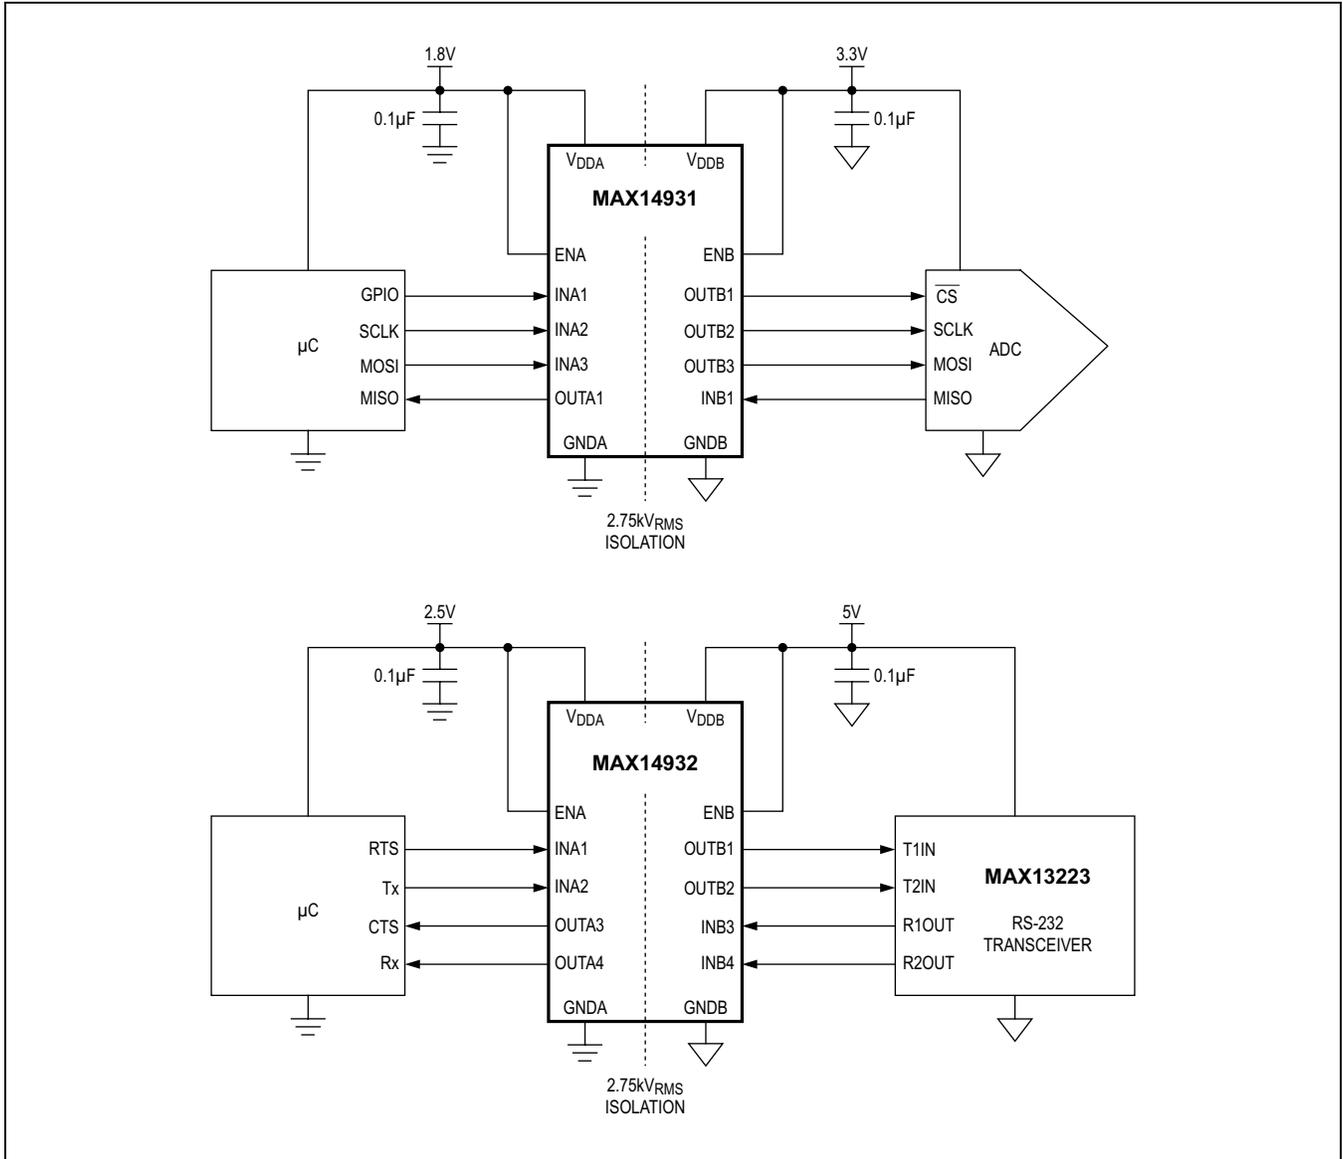 1.8V
3.3V
0.1µF
0.1µF
VDDA
VDDB
MAX14931
ENA
ENB
GPIO
INA1
OUTB1
CS
SCLK
INA2
OUTB2
SCLK
µC
ADC
MOSI
INA3
OUTB3
MOSI
MISO
OUTA1
INB1
MISO
GNDA
GNDB
2.75kVRMS
ISOLATION
2.5V
5V
0.1µF
0.1µF
VDDA
VDDB
MAX14932
ENA
ENB
RTS
INA1
OUTB1
T1IN
MAX13223
Tx
INA2
OUTB2
T2IN
µC
CTS
OUTA3
INB3
R1OUT
RS-232
TRANSCEIVER
Rx
OUTA4
INB4
R2OUT
GNDA
GNDB
2.75kVRMS
ISOLATION